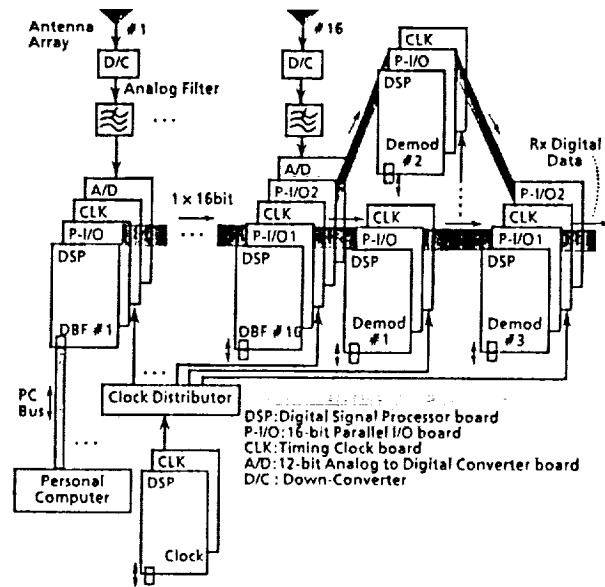 Antenna
Array
#1
#16
D/C
D/C
Analog Filter
...
CLK
P-I/O
DSP
Demod
#2
Rx Digital
Data
A/D
CLK
P-I/O
DSP
DBF #1
1 × 16bit
...
A/D
P-I/O2
CLK
P-I/O1
DSP
DBF #16
CLK
P-I/O
DSP
Demod
#1
...
P-I/O2
CLK
P-I/O1
DSP
Demod
#3
PC
Bus
...
Clock Distributor
...
Personal
Computer
CLK
DSP
Clock
DSP:Digital Signal Processor board
P-I/O:16-bit Parallel I/O board
CLK:Timing Clock board
A/D:12-bit Analog to Digital Converter board
D/C : Down-Converter